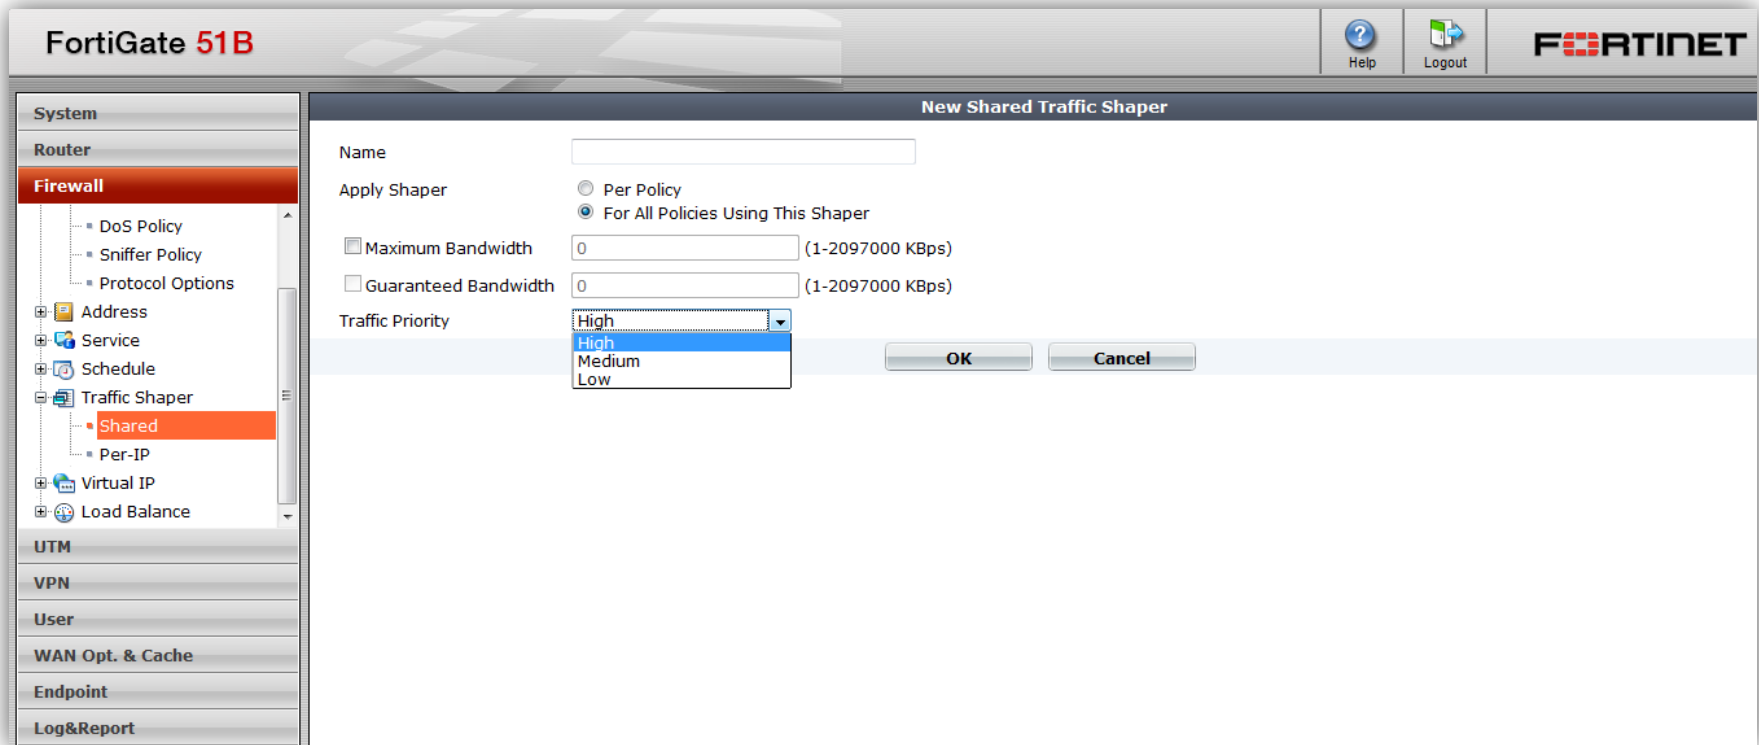 FortiGate 51B
Help
Logout
FORTINET
System
Router
Firewall
DoS Policy
Sniffer Policy
Protocol Options
Address
Service
Schedule
Traffic Shaper
Shared
Per-IP
Virtual IP
Load Balance
UTM
VPN
User
WAN Opt. & Cache
Endpoint
Log&Report
New Shared Traffic Shaper
Name
Apply Shaper
Per Policy
For All Policies Using This Shaper
Maximum Bandwidth 0 (1-2097000 KBps)
Guaranteed Bandwidth 0 (1-2097000 KBps)
Traffic Priority High
High
Medium
Low
OK Cancel